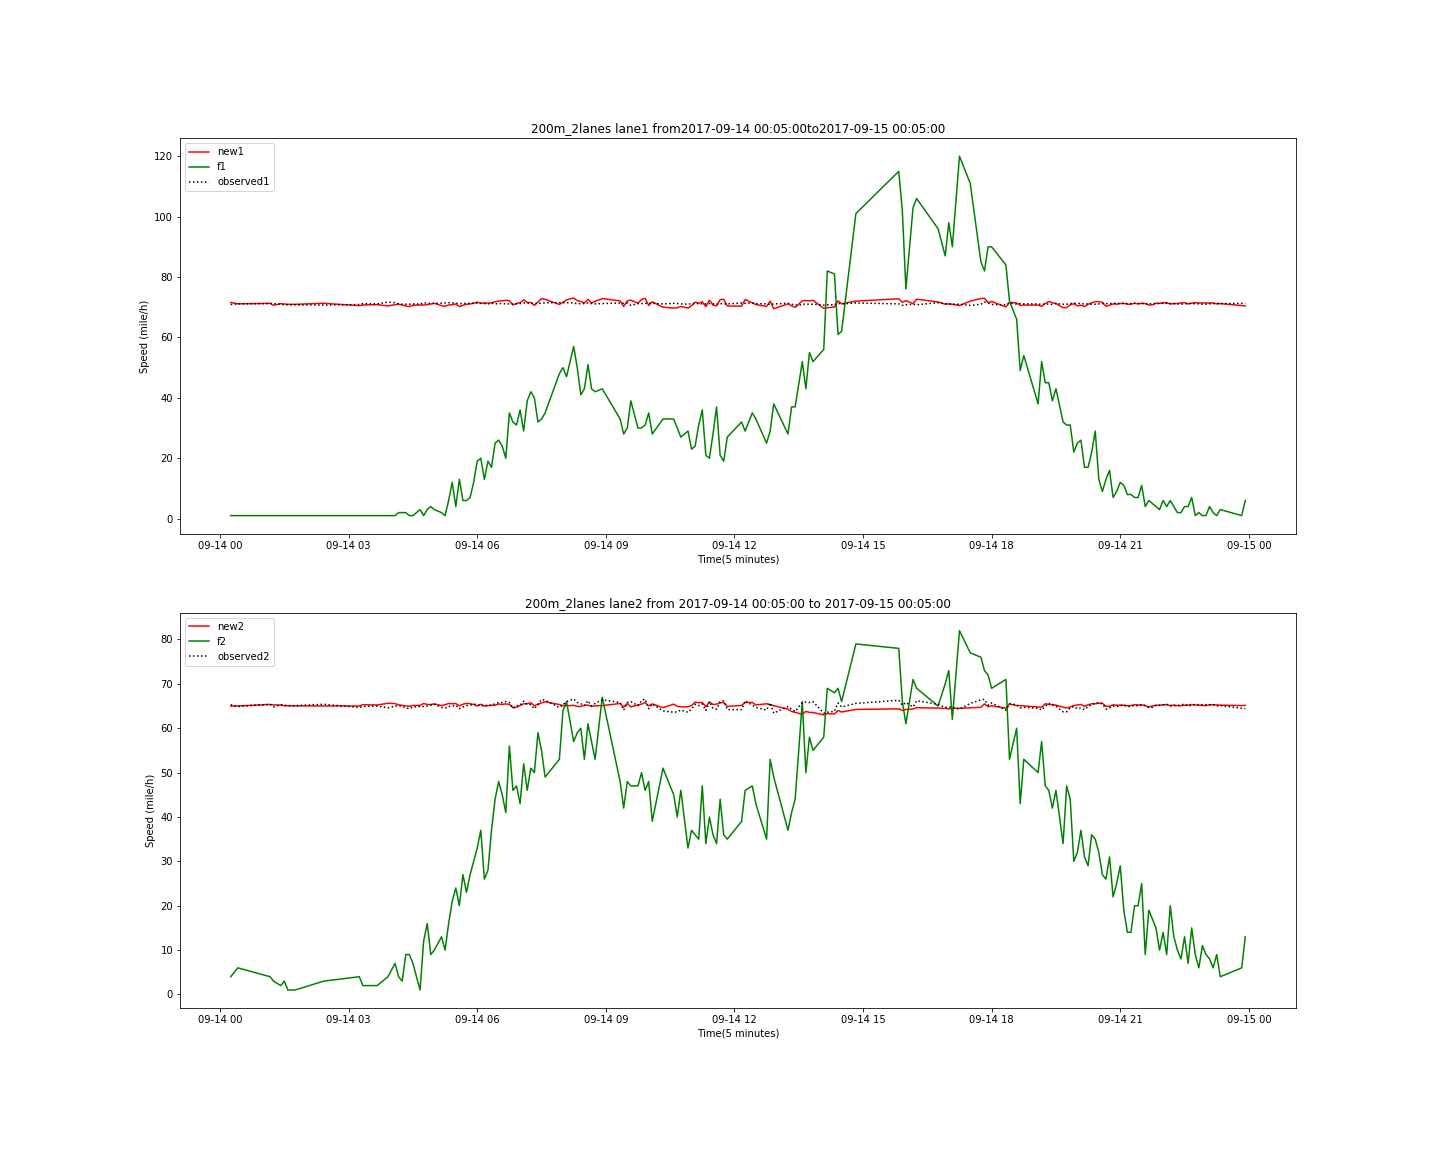 200m_2lanes lane1 from2017-09-14 00:05:00to2017-09-15 00:05:00
new1
f1
observed1
120
100
80
60
40
20
0
Speed (mile/h)
09-14 00 09-14 03 09-14 06 09-14 09 09-14 12 09-14 15 09-14 18 09-14 21 09-15 00
Time(5 minutes)
200m_2lanes lane2 from 2017-09-14 00:05:00 to 2017-09-15 00:05:00
new2
f2
observed2
80
70
60
50
40
30
20
10
0
Speed (mile/h)
09-14 00 09-14 03 09-14 06 09-14 09 09-14 12 09-14 15 09-14 18 09-14 21 09-15 00
Time(5 minutes)